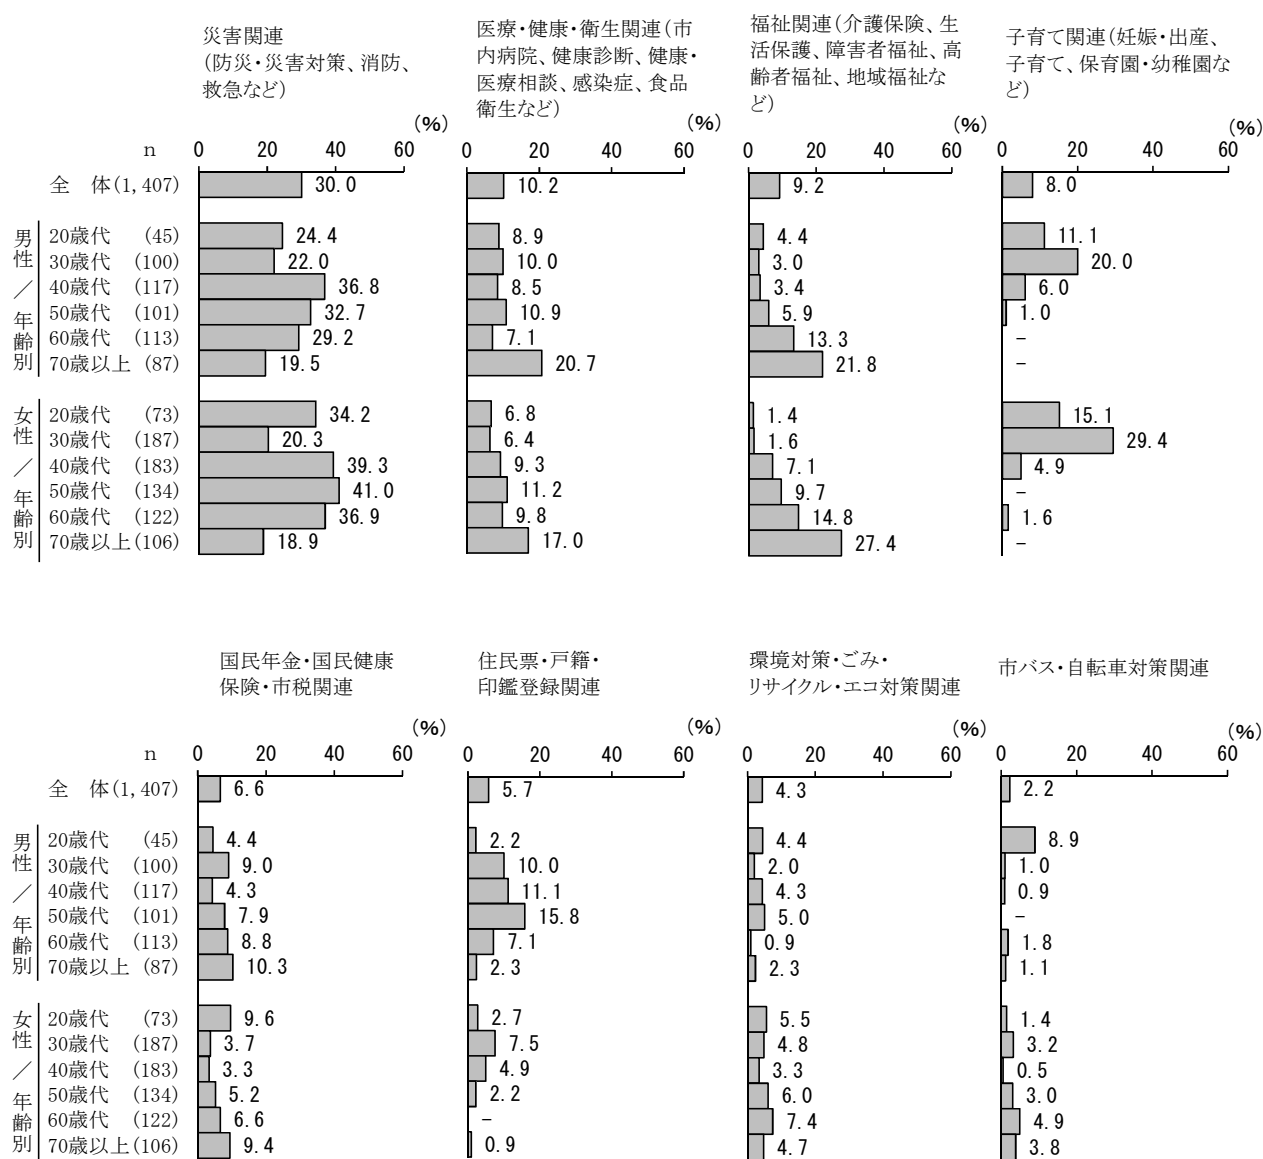 災害関連
(防災・災害対策、消防、
救急など)
医療・健康・衛生関連(市
内病院、健康診断、健康・
医療相談、感染症、食品
衛生など)
福祉関連(介護保険、生
活保護、障害者福祉、高
齢者福祉、地域福祉な
ど)
子育て関連(妊娠・出産、
子育て、保育園・幼稚園な
ど)
(%) (%) (%) (%)
n 0 20 40 60 0 20 40 60 0 20 40 60 0 20 40 60
全 体(1,407) 30.0 10.2 9.2 8.0
男性／年齢別
20歳代 (45) 24.4 8.9 4.4 11.1
30歳代 (100) 22.0 10.0 3.0 20.0
40歳代 (117) 36.8 8.5 3.4 6.0
50歳代 (101) 32.7 10.9 5.9 1.0
60歳代 (113) 29.2 7.1 13.3 -
70歳以上 (87) 19.5 20.7 21.8 -
女性／年齢別
20歳代 (73) 34.2 6.8 1.4 15.1
30歳代 (187) 20.3 6.4 1.6 29.4
40歳代 (183) 39.3 9.3 7.1 4.9
50歳代 (134) 41.0 11.2 9.7 -
60歳代 (122) 36.9 9.8 14.8 1.6
70歳以上(106) 18.9 17.0 27.4 -
国民年金・国民健康
保険・市税関連
住民票・戸籍・
印鑑登録関連
環境対策・ごみ・
リサイクル・エコ対策関連
市バス・自転車対策関連
(%) (%) (%) (%)
n 0 20 40 60 0 20 40 60 0 20 40 60 0 20 40 60
全 体(1,407) 6.6 5.7 4.3 2.2
男性／年齢別
20歳代 (45) 4.4 2.2 4.4 8.9
30歳代 (100) 9.0 10.0 2.0 1.0
40歳代 (117) 4.3 11.1 4.3 0.9
50歳代 (101) 7.9 15.8 5.0 -
60歳代 (113) 8.8 7.1 0.9 1.8
70歳以上 (87) 10.3 2.3 2.3 1.1
女性／年齢別
20歳代 (73) 9.6 2.7 5.5 1.4
30歳代 (187) 3.7 7.5 4.8 3.2
40歳代 (183) 3.3 4.9 3.3 0.5
50歳代 (134) 5.2 2.2 6.0 3.0
60歳代 (122) 6.6 - 7.4 4.9
70歳以上(106) 9.4 0.9 4.7 3.8